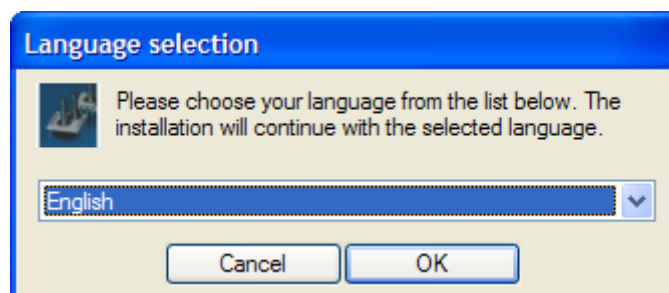 Language selection
Please choose your language from the list below. The
installation will continue with the selected language.
English
Cancel OK